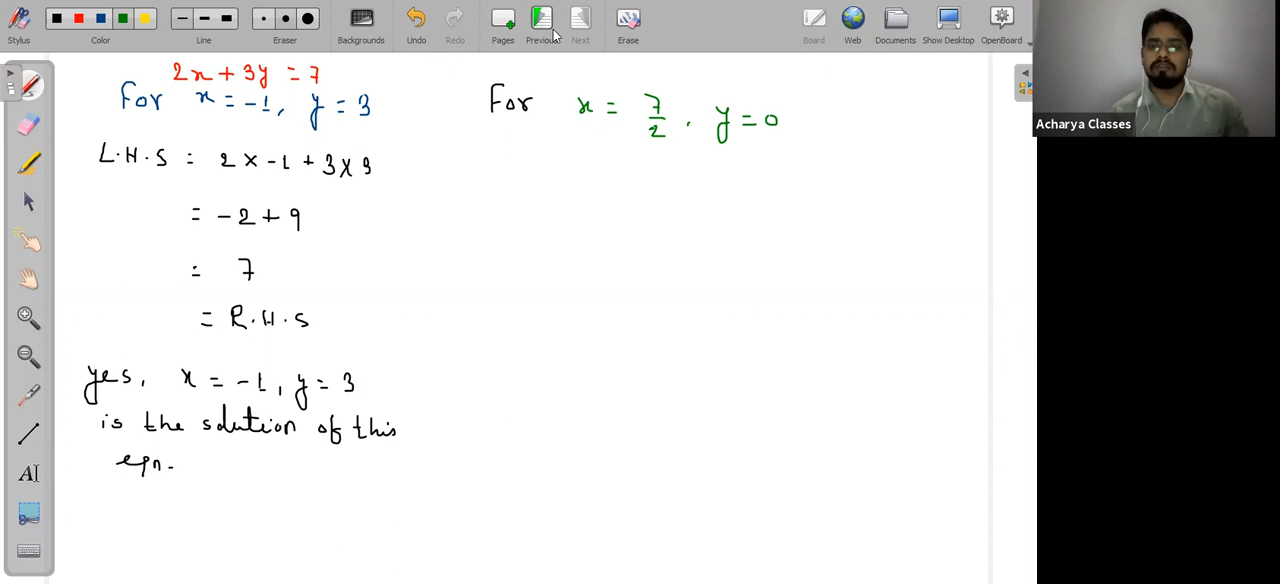 Stylus
Color
Line
Eraser
Backgrounds
Undo
Redo
Pages
Previous
Next
Erase
Board
Web
Documents
Show Desktop
OpenBoard
Acharya Classes
2x + 3y = 7
For x = -1, y = 3
L.H.S = 2 x -1 + 3 x 3
= -2 + 9
= 7
= R.H.S
yes, x = -1, y = 3
is the solution of this
eqn.
For x = 7/2, y = 0